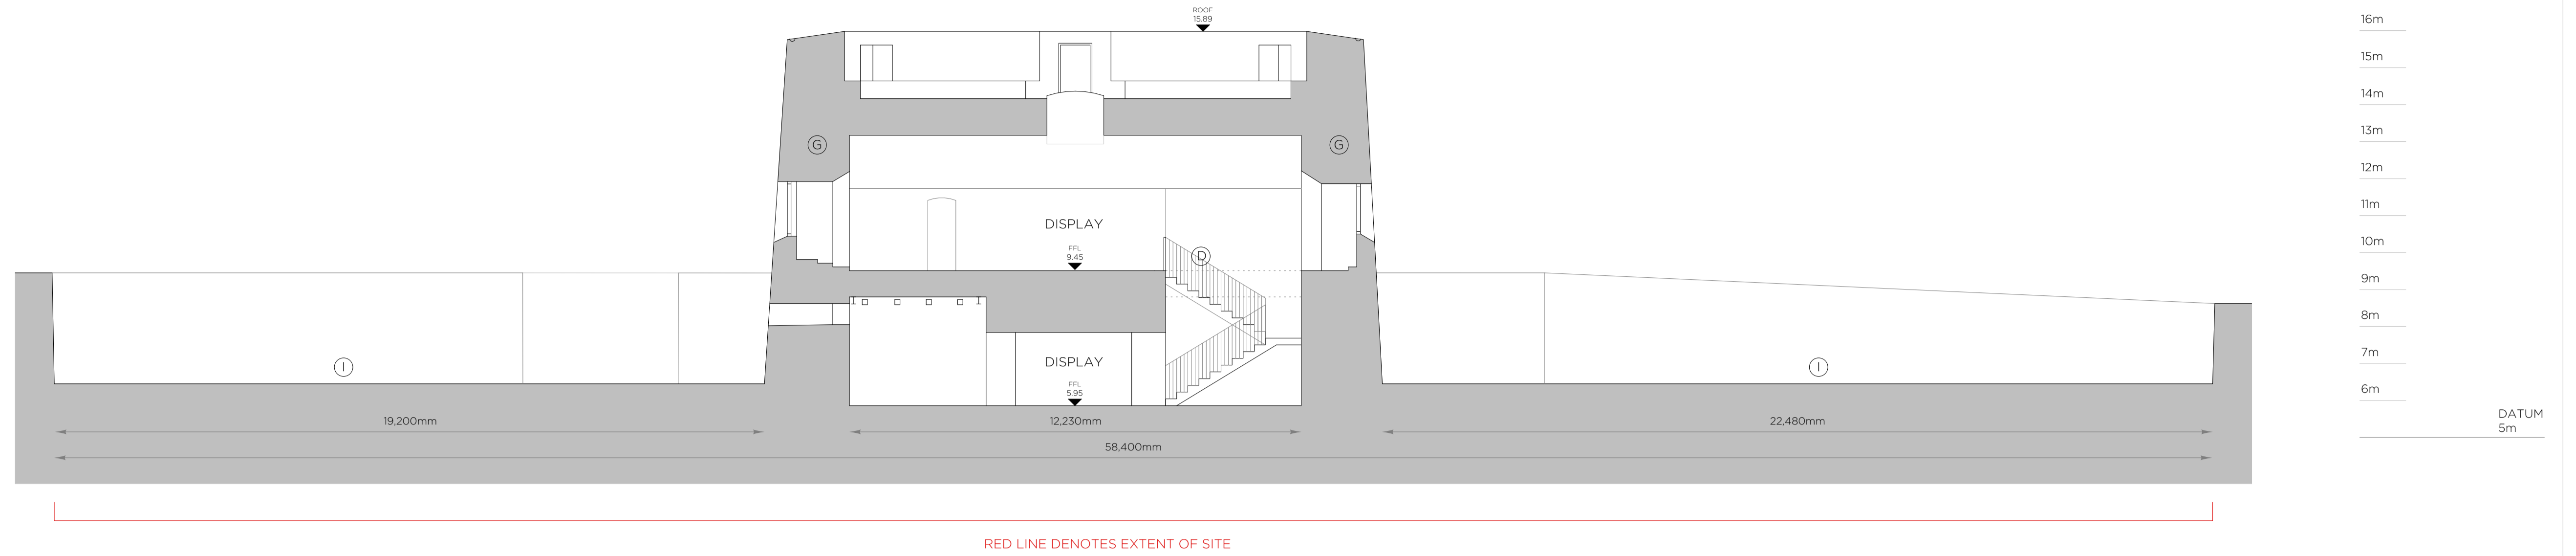 ROOF
15.89
16m
15m
14m
13m
G
G
12m
11m
DISPLAY
10m
FFL
9.45
D
9m
8m
7m
DISPLAY
I
I
FFL
5.95
6m
DATUM
5m
19,200mm
12,230mm
22,480mm
58,400mm
RED LINE DENOTES EXTENT OF SITE